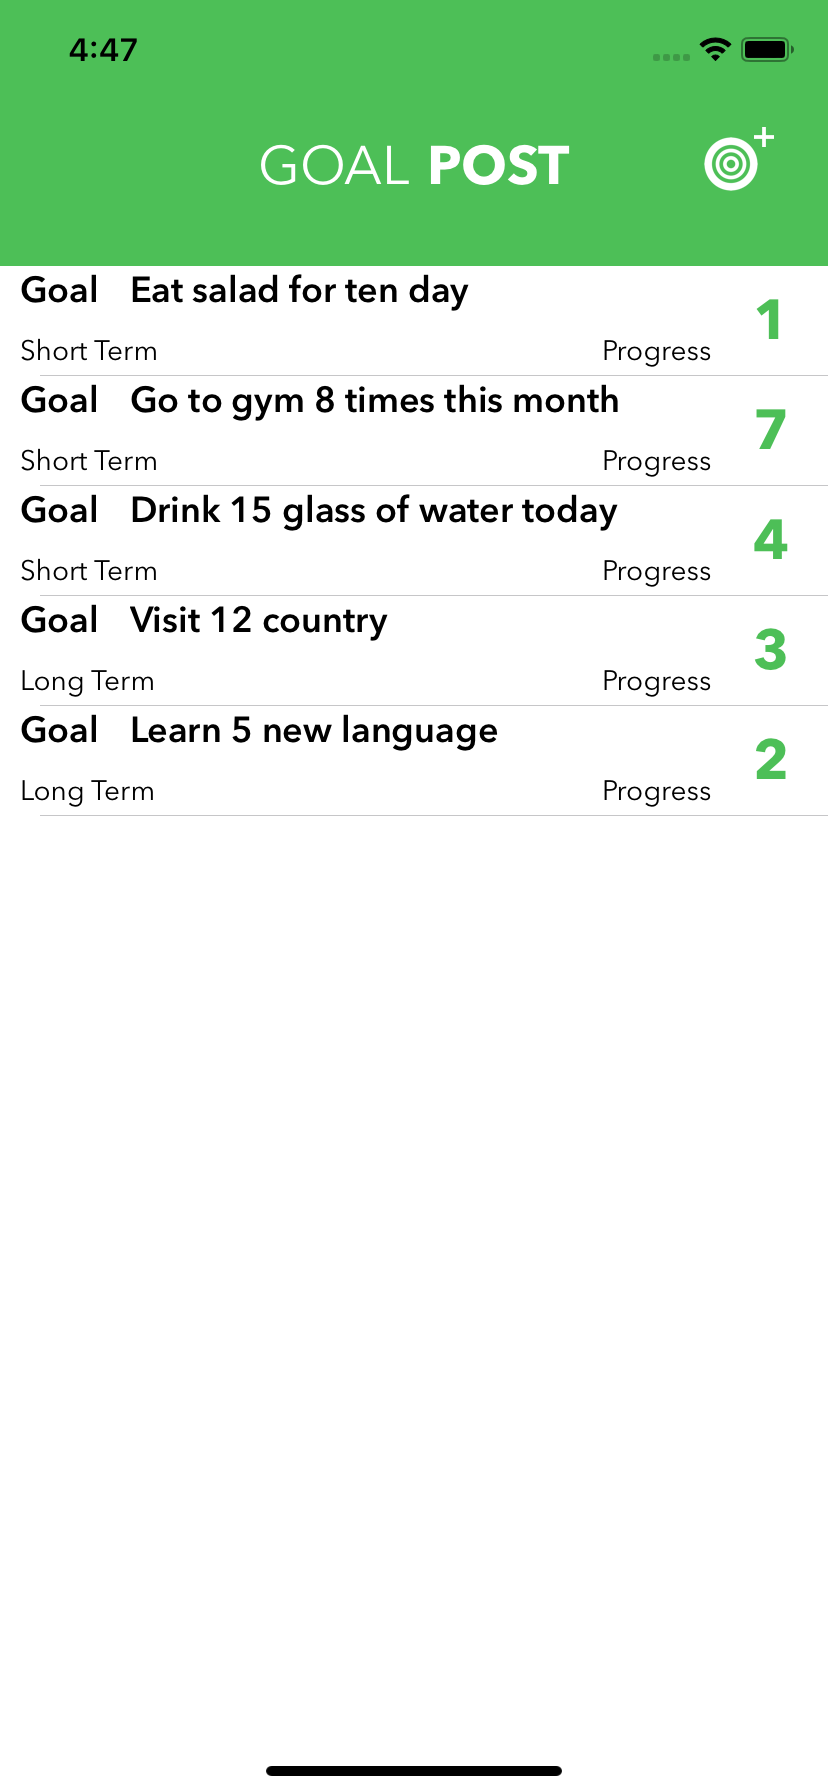 4:47
GOAL POST
Goal Eat salad for ten day
1
Short Term Progress
Goal Go to gym 8 times this month
7
Short Term Progress
Goal Drink 15 glass of water today
4
Short Term Progress
Goal Visit 12 country
3
Long Term Progress
Goal Learn 5 new language
2
Long Term Progress